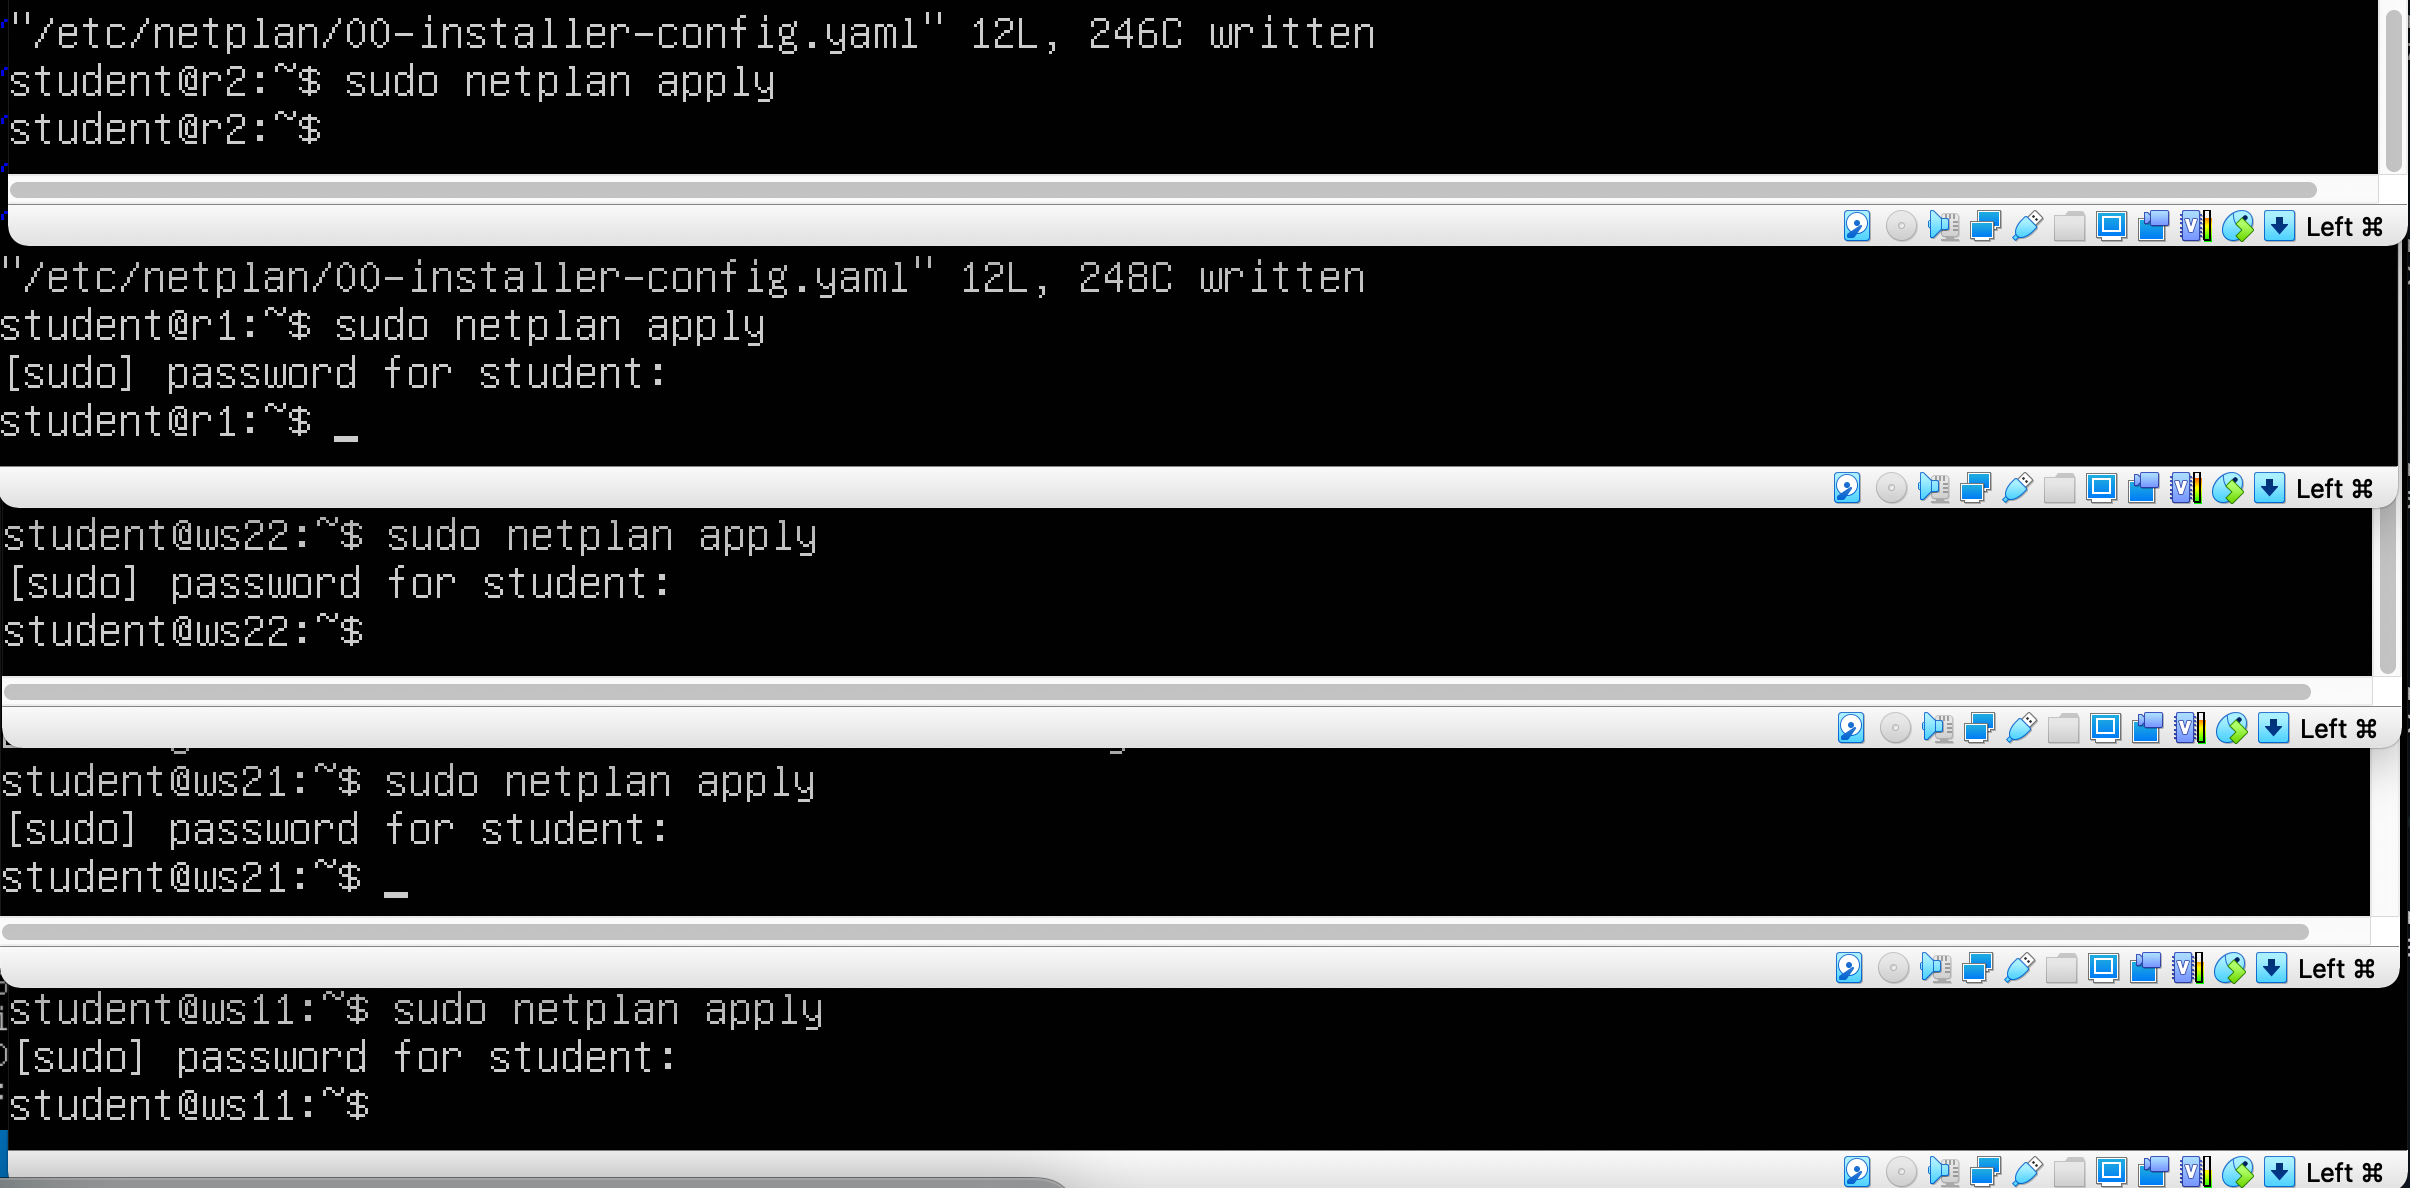 "/etc/netplan/00-installer-config.yaml" 12L, 246C written
student@r2:~$ sudo netplan apply
student@r2:~$
Left ⌘
"/etc/netplan/00-installer-config.yaml" 12L, 248C written
student@r1:~$ sudo netplan apply
[sudo] password for student:
student@r1:~$ _
Left ⌘
student@ws22:~$ sudo netplan apply
[sudo] password for student:
student@ws22:~$
Left ⌘
student@ws21:~$ sudo netplan apply
[sudo] password for student:
student@ws21:~$ _
Left ⌘
student@ws11:~$ sudo netplan apply
[sudo] password for student:
student@ws11:~$
Left ⌘